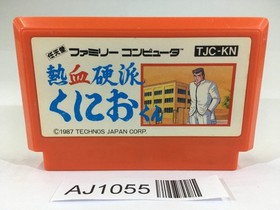 任天堂 ファミリーコンピュータ TJC-KN
熱血硬派
くにおくん
©1987 TECHNOS JAPAN CORP.
AJ1055